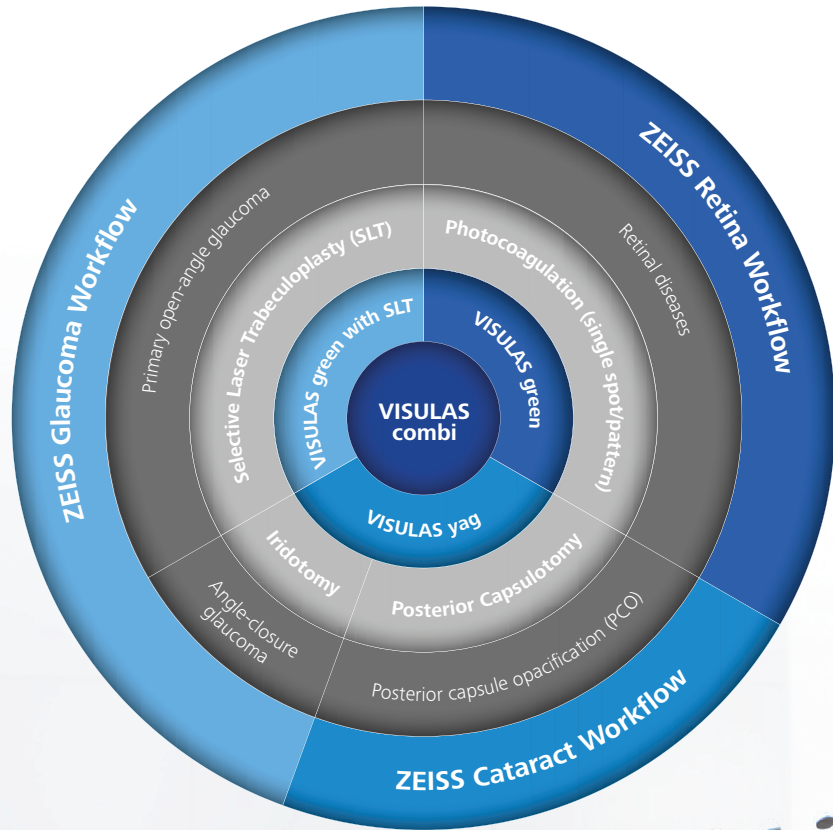 ZEISS Glaucoma Workflow
ZEISS Retina Workflow
ZEISS Cataract Workflow
Primary open-angle glaucoma
Retinal diseases
Angle-closure
glaucoma
Posterior capsule opacification (PCO)
Selective Laser Trabeculoplasty (SLT)
Photocoagulation (single spot/pattern)
Iridotomy
Posterior Capsulotomy
VISULAS green with SLT
VISULAS green
VISULAS yag
VISULAS
combi